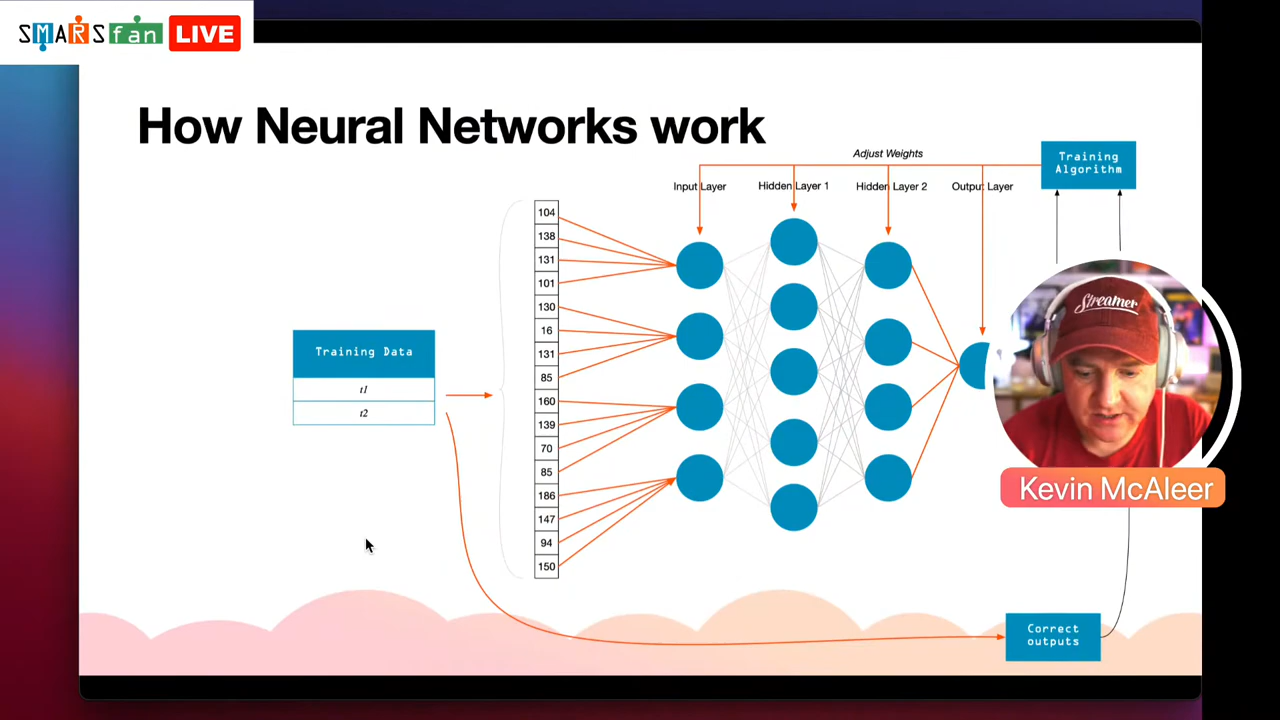 SMARSfan LIVE
How Neural Networks work
Adjust Weights
Training
Algorithm
Input Layer
Hidden Layer 1
Hidden Layer 2
Output Layer
104
138
131
101
130
16
131
85
160
139
70
85
186
147
94
150
Training Data
t1
t2
Streamer
Kevin McAleer
Correct
outputs